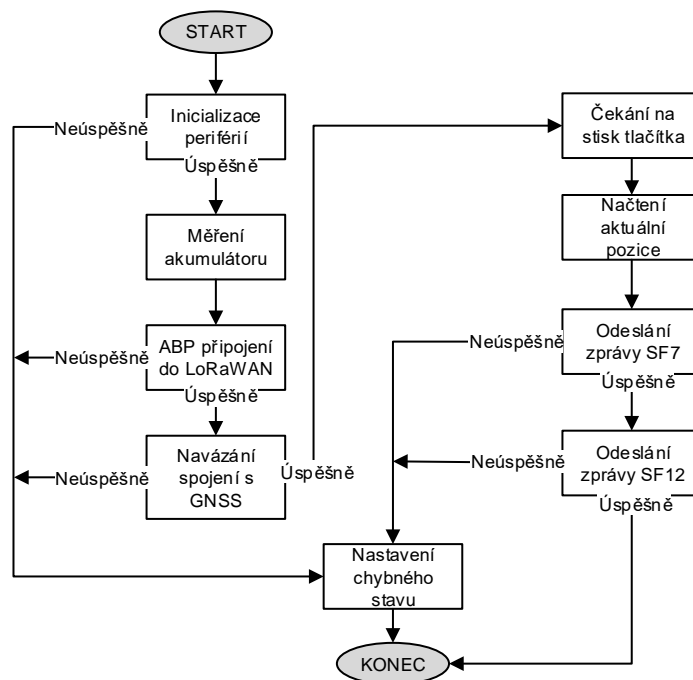 START
Neúspěšně
Inicializace
periférií
Úspěšně
Měření
akumulátoru
Neúspěšně
ABP připojení
do LoRaWAN
Úspěšně
Neúspěšně
Navázání
spojení s
GNSS
Úspěšně
Čekání na
stisk tlačítka
Načtení
aktuální
pozice
Neúspěšně
Odeslání
zprávy SF7
Úspěšně
Neúspěšně
Odeslání
zprávy SF12
Úspěšně
Nastavení
chybného
stavu
KONEC